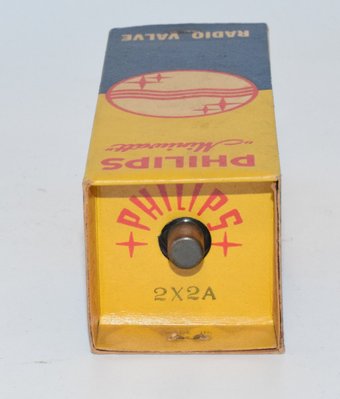 RADIO VALVE
"Miniwatt"
PHILIPS
PHILIPS
2X2A